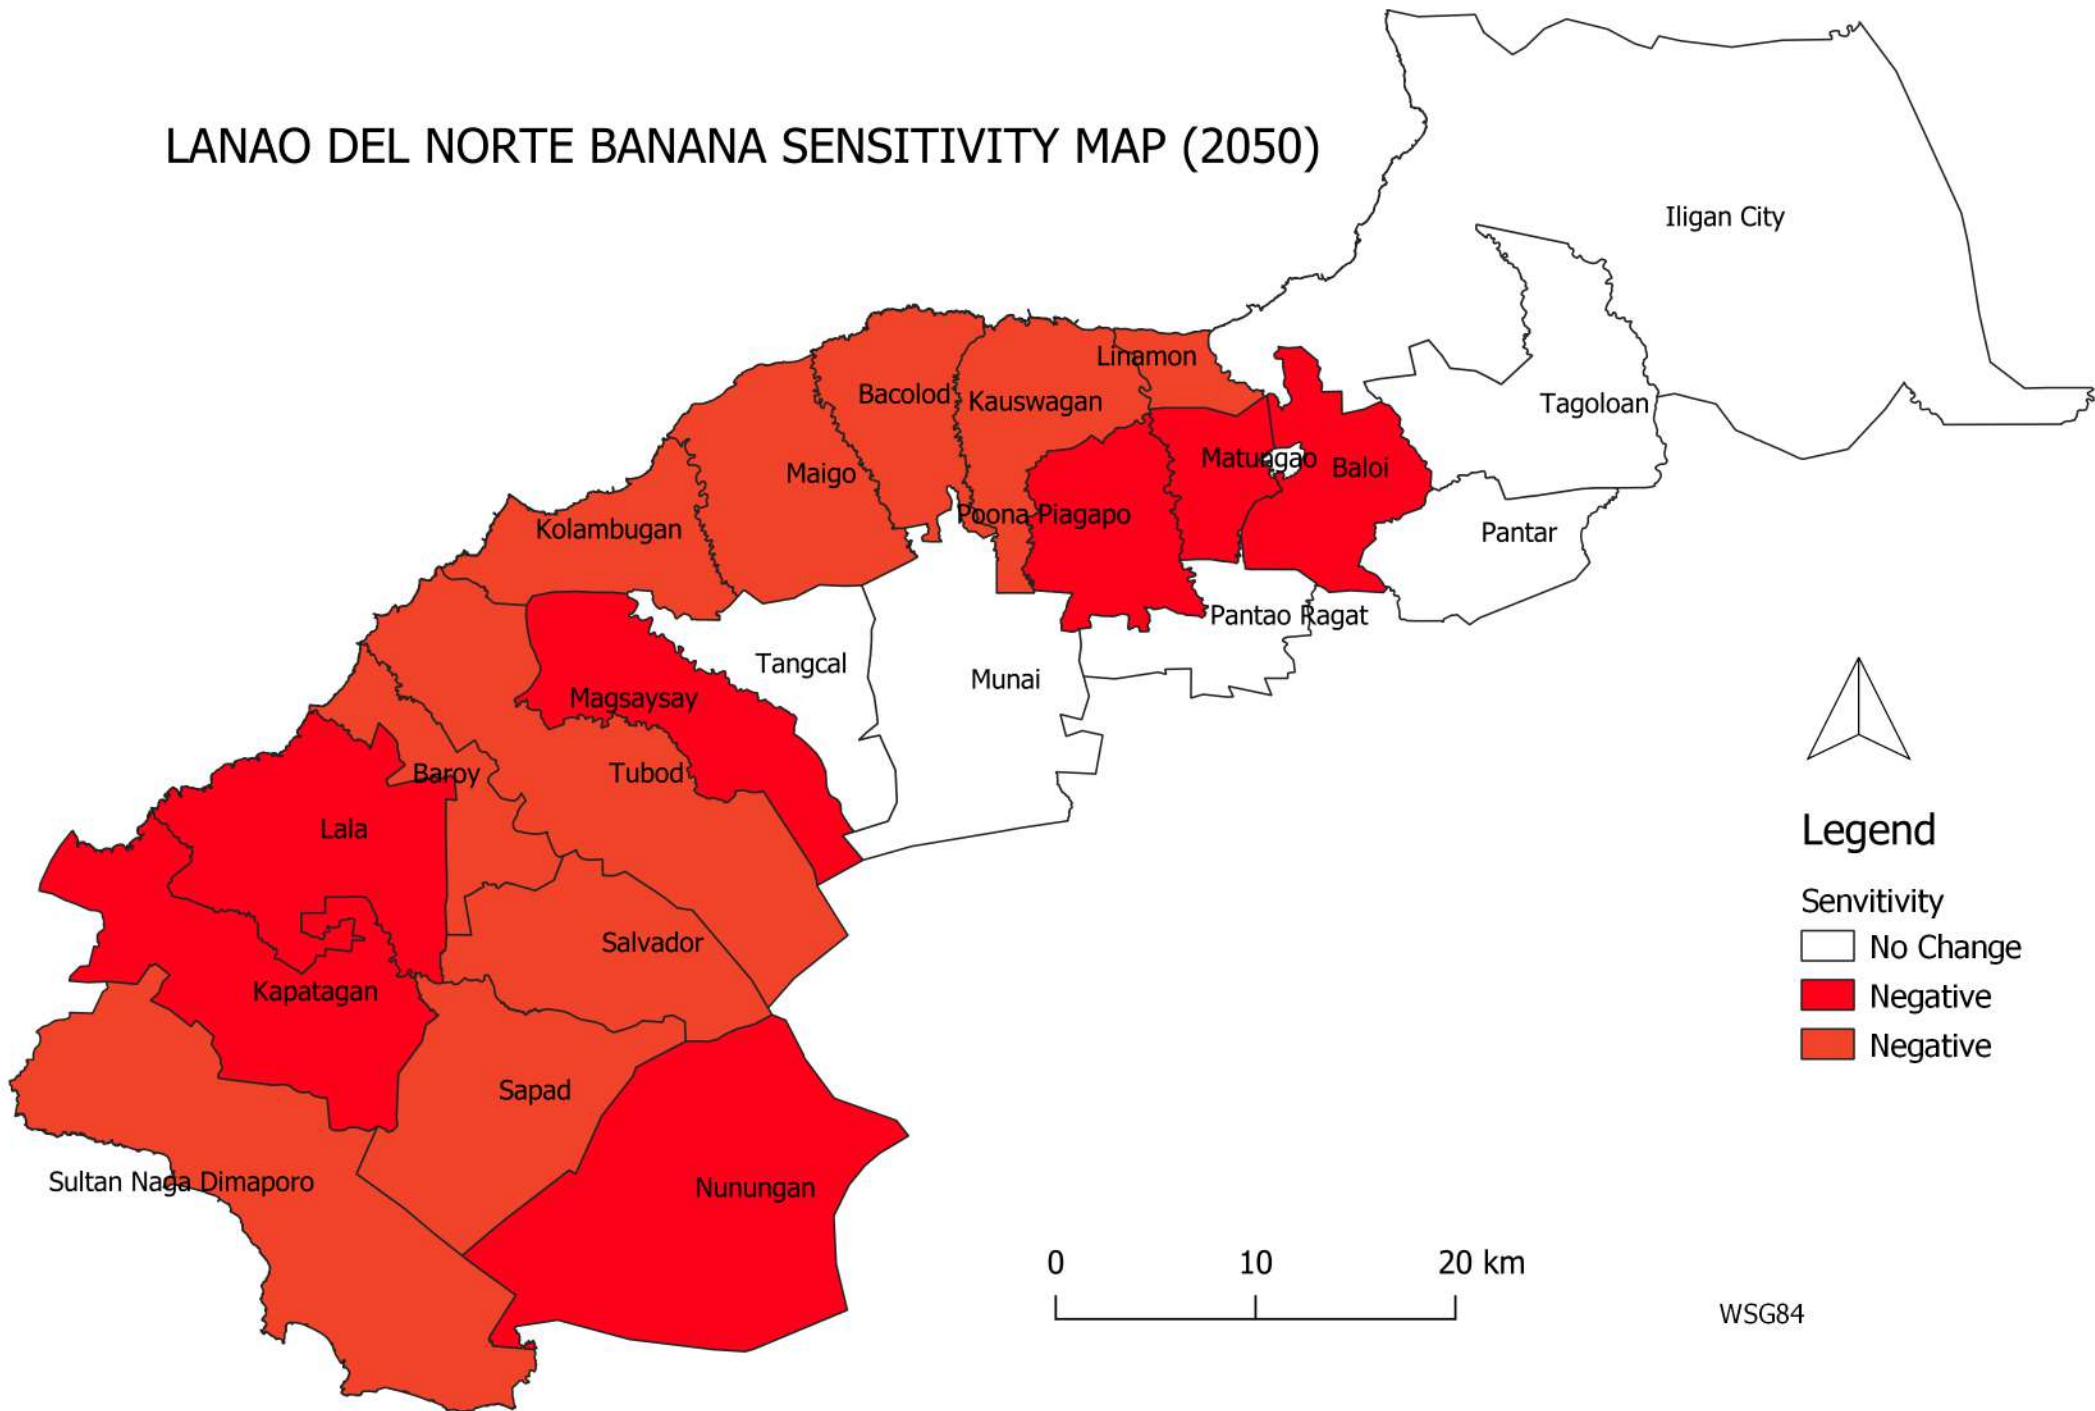 LANAO DEL NORTE BANANA SENSITIVITY MAP (2050)
Iligan City
Linamon
Bacolod
Kauswagan
Tagoloan
Matungao
Baloi
Maigo
Poona Piagapo
Kolambugan
Pantar
Pantao Ragat
Tangcal
Munai
Magsaysay
Baroy
Tubod
Lala
Salvador
Kapatagan
Sapad
Sultan Naga Dimaporo
Nunungan
Legend
Senvitivity
No Change
Negative
Negative
0 10 20 km
WSG84